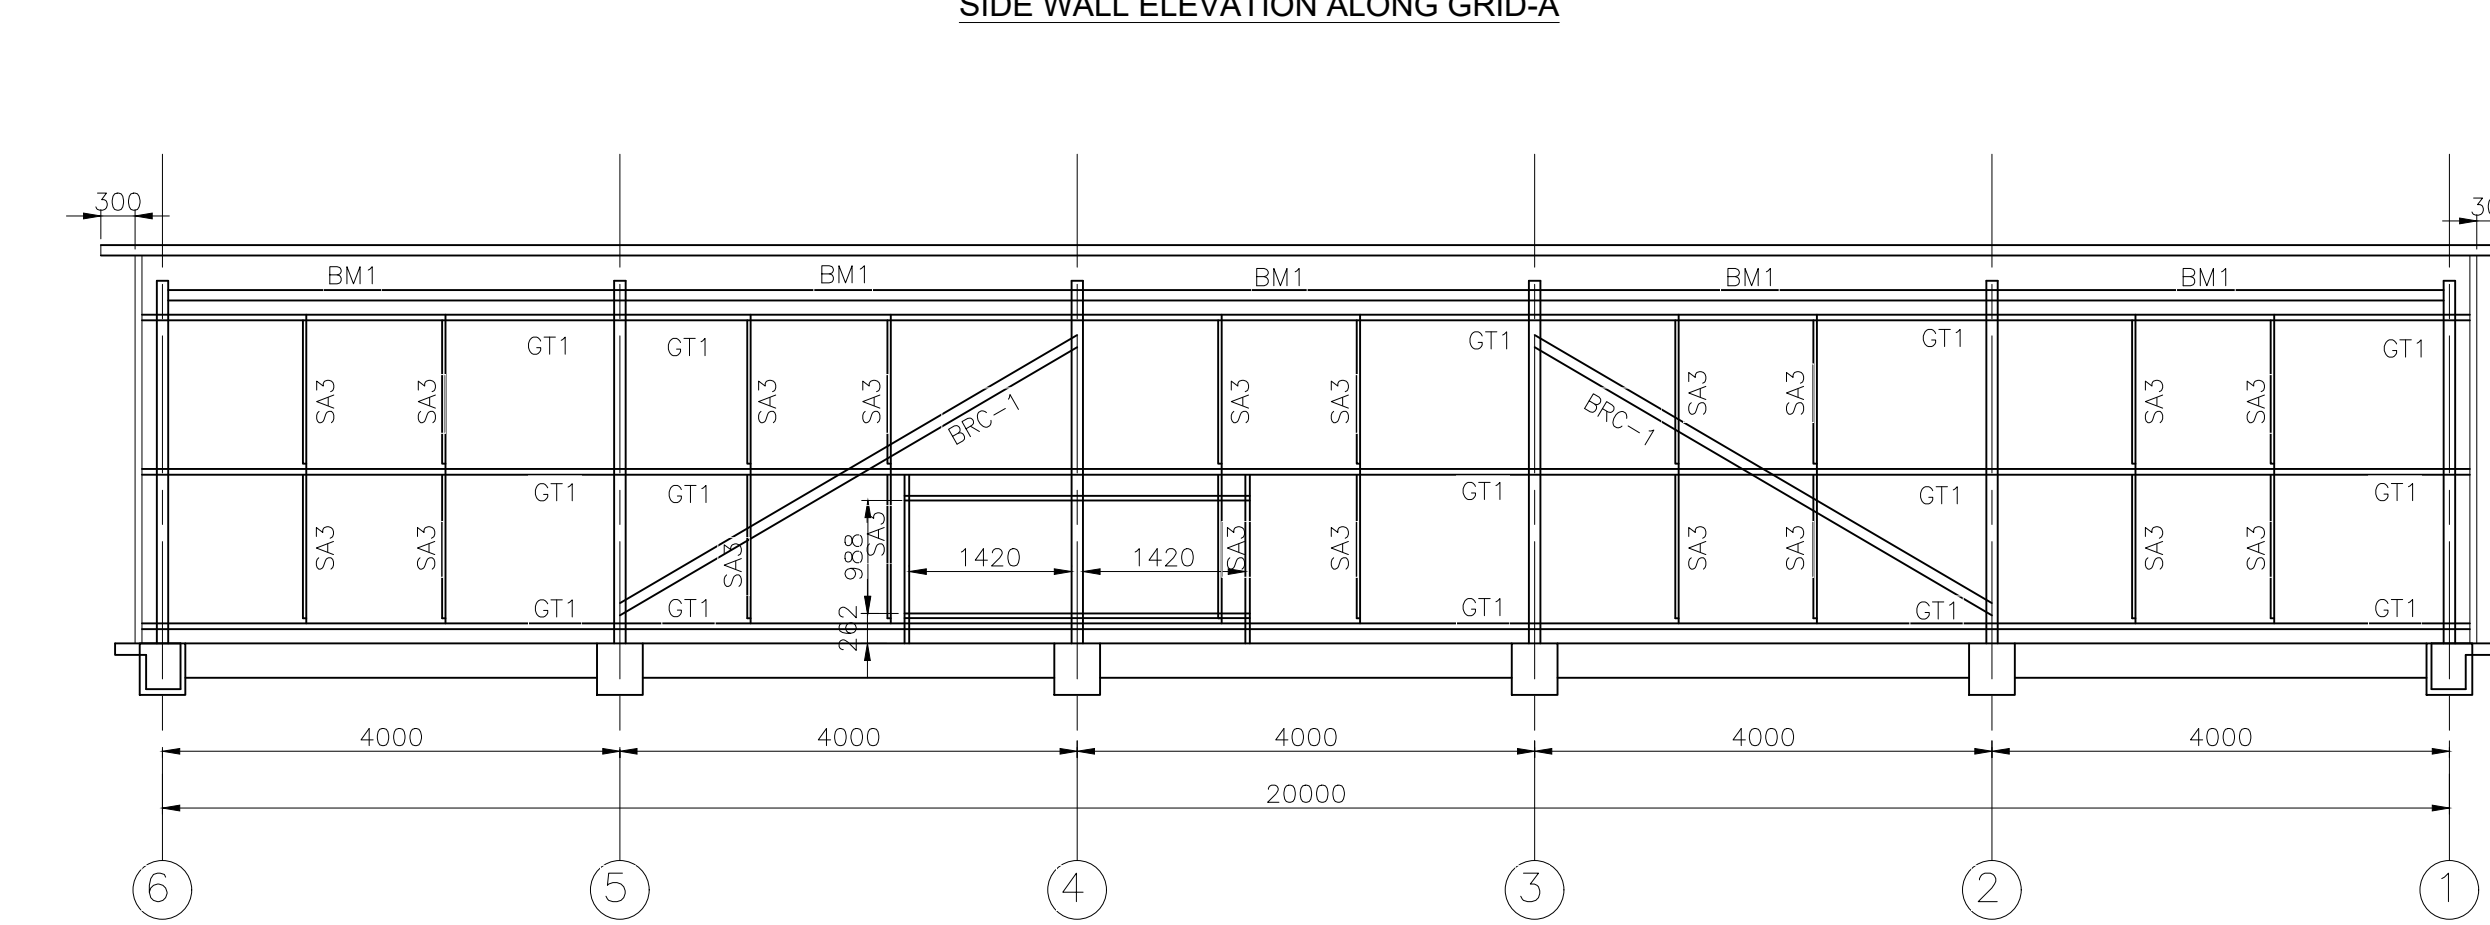 SIDE WALL ELEVATION ALONG GRID-A
300
BM1 BM1 BM1 BM1 BM1
GT1 GT1 GT1 GT1 GT1
SA3 SA3 SA3 SA3 SA3 SA3 SA3 SA3 SA3 SA3
BRC-1 BRC-1
GT1 GT1 GT1 GT1 GT1
SA3 SA3 SA3 SA3 SA3 SA3 SA3 SA3 SA3 SA3
988 1420 1420
GT1 GT1 GT1 GT1 GT1
262
4000 4000 4000 4000 4000
20000
6 5 4 3 2 1